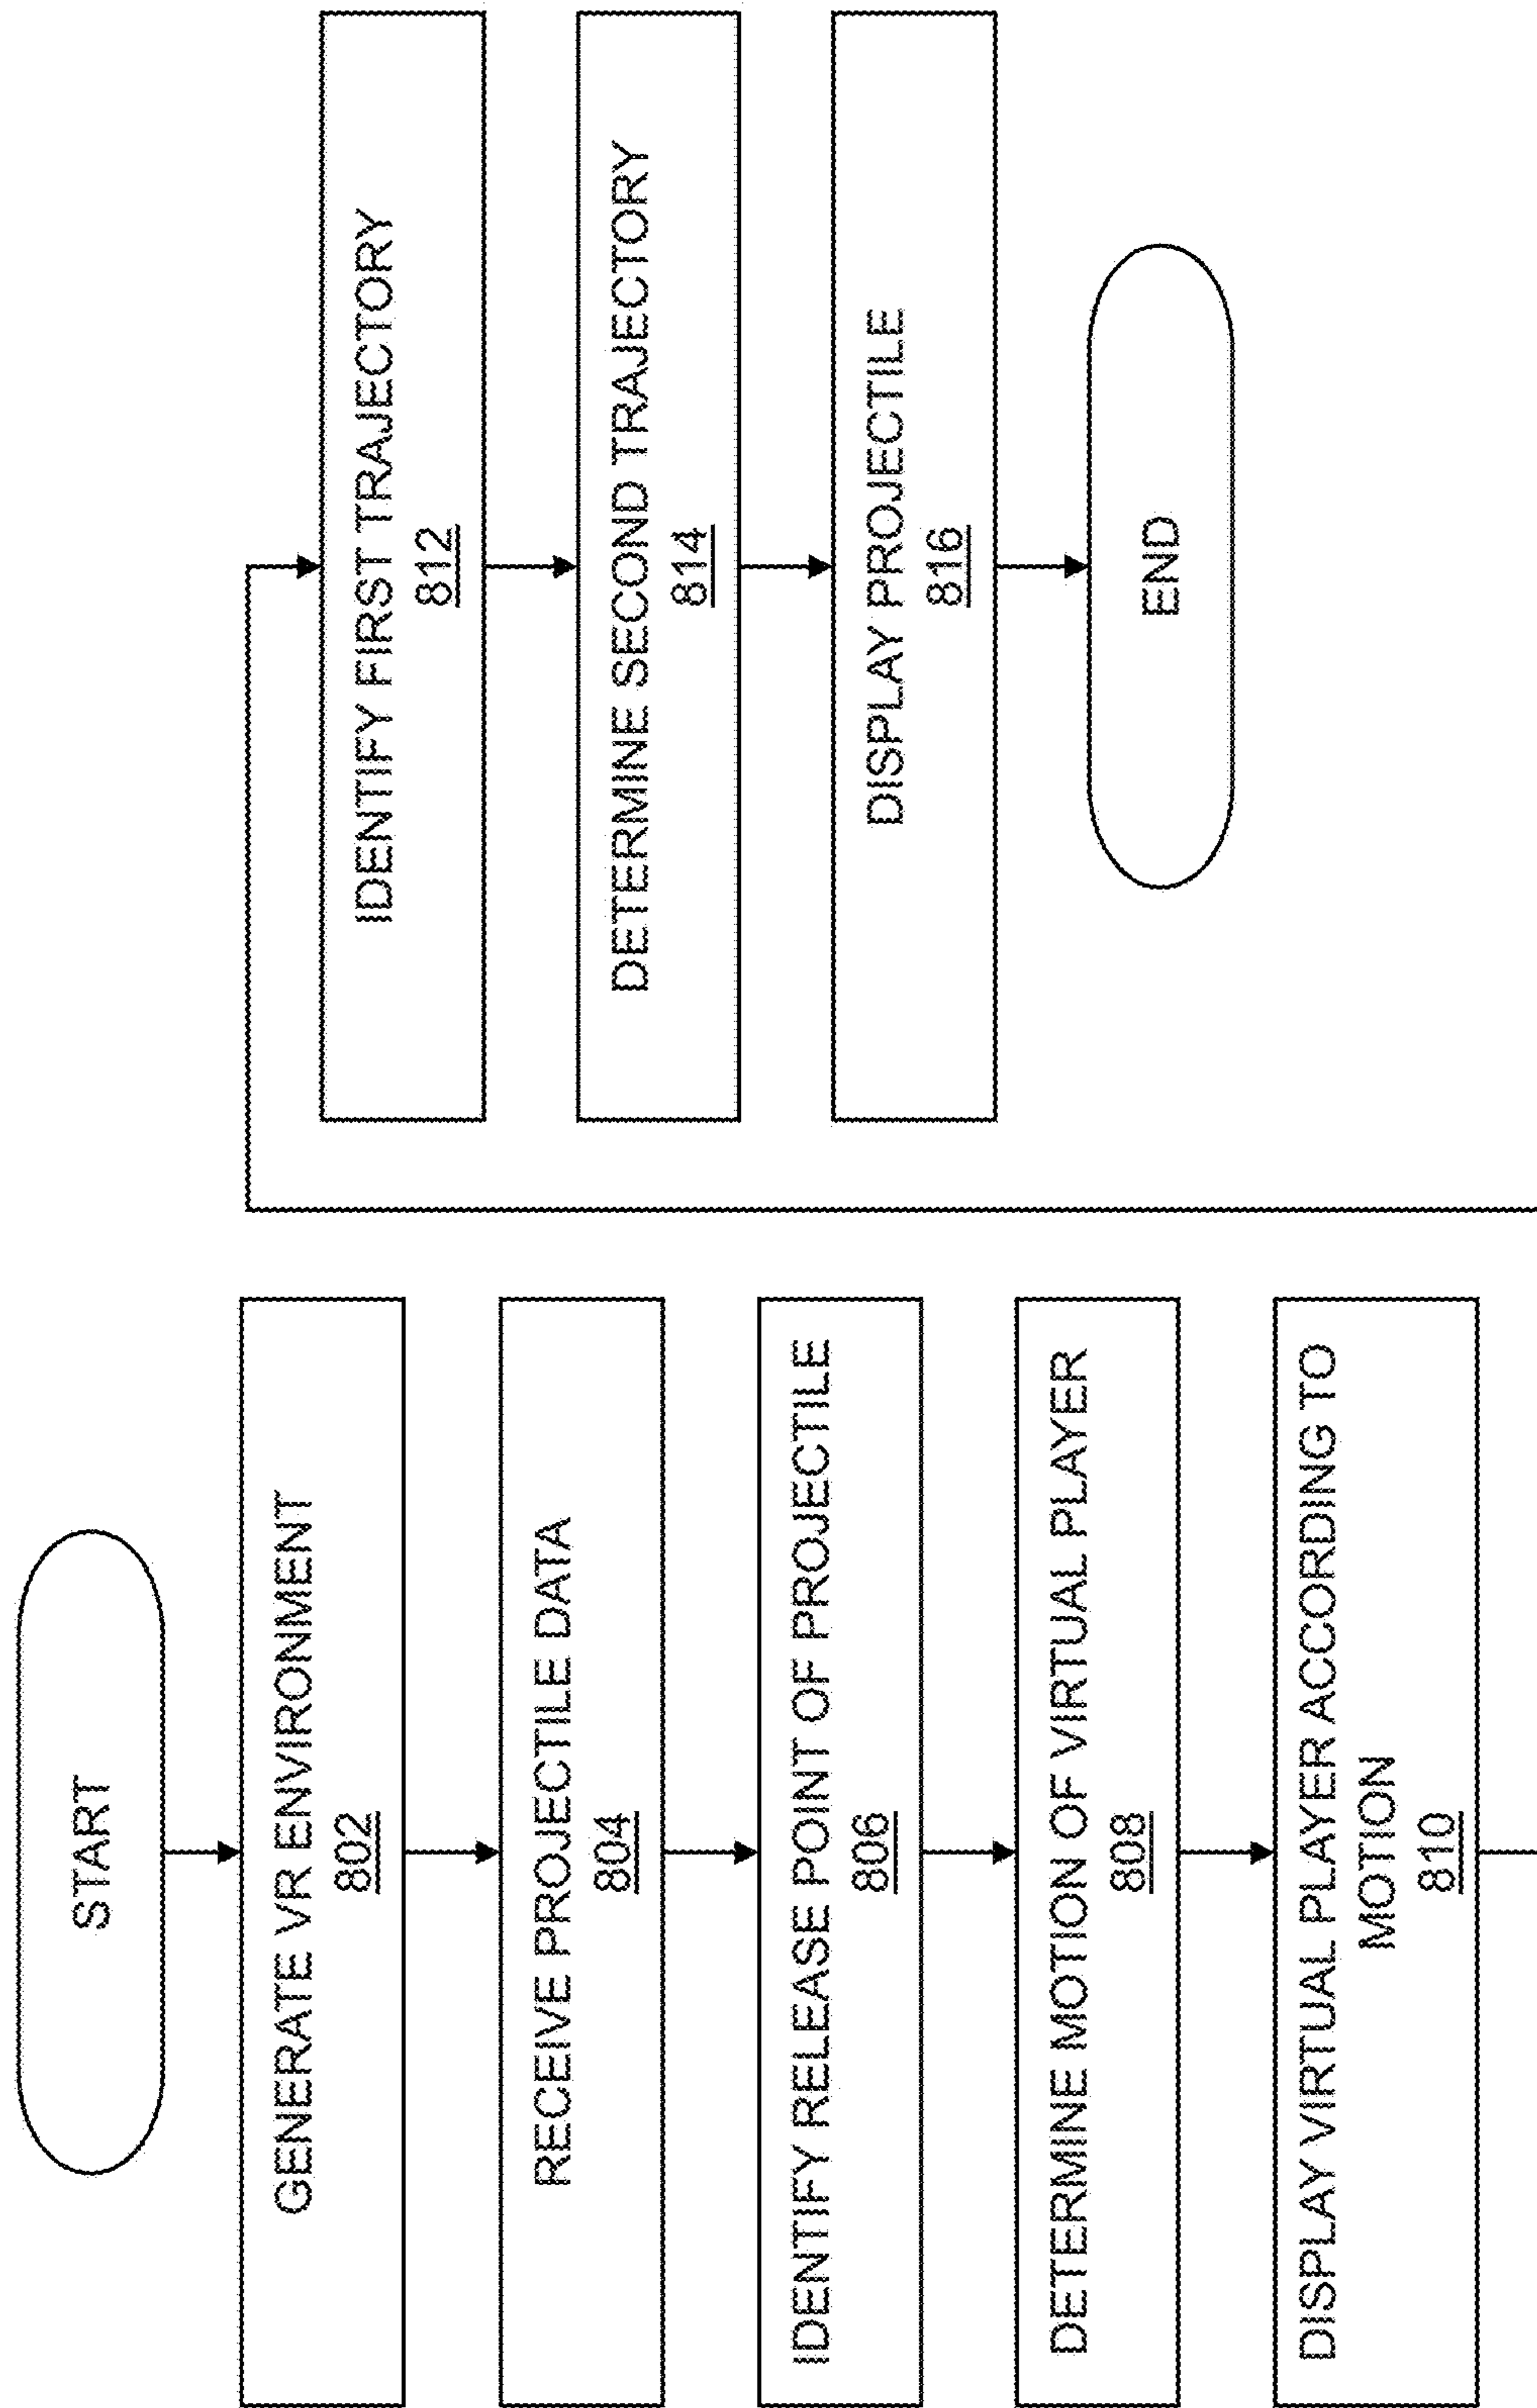 START
GENERATE VR ENVIRONMENT
802
RECEIVE PROJECTILE DATA
804
IDENTIFY RELEASE POINT OF PROJECTILE
806
DETERMINE MOTION OF VIRTUAL PLAYER
808
DISPLAY VIRTUAL PLAYER ACCORDING TO
MOTION
810
IDENTIFY FIRST TRAJECTORY
812
DETERMINE SECOND TRAJECTORY
814
DISPLAY PROJECTILE
816
END